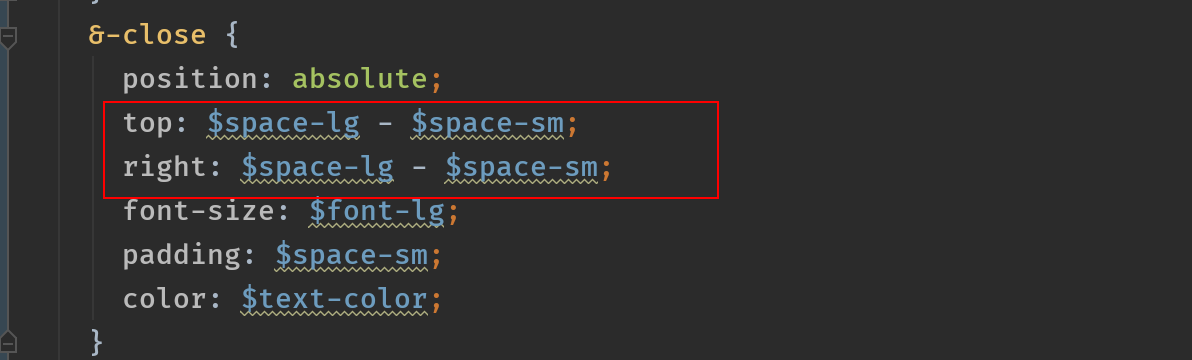 &-close {
position: absolute;
top: $space-lg - $space-sm;
right: $space-lg - $space-sm;
font-size: $font-lg;
padding: $space-sm;
color: $text-color;
}